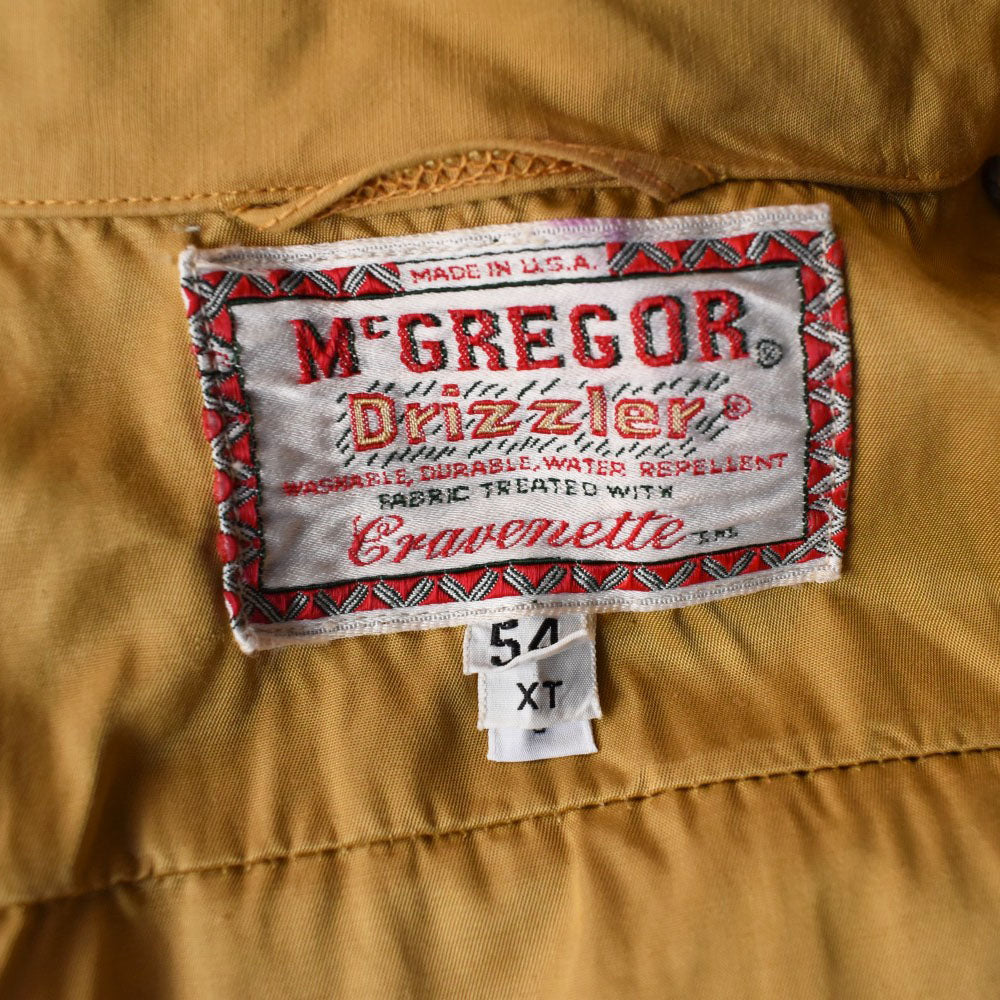 MADE IN U.S.A.
McGREGOR®
Drizzler®
WASHABLE, DURABLE, WATER REPELLENT
FABRIC TREATED WITH
Cravenette
54
XT